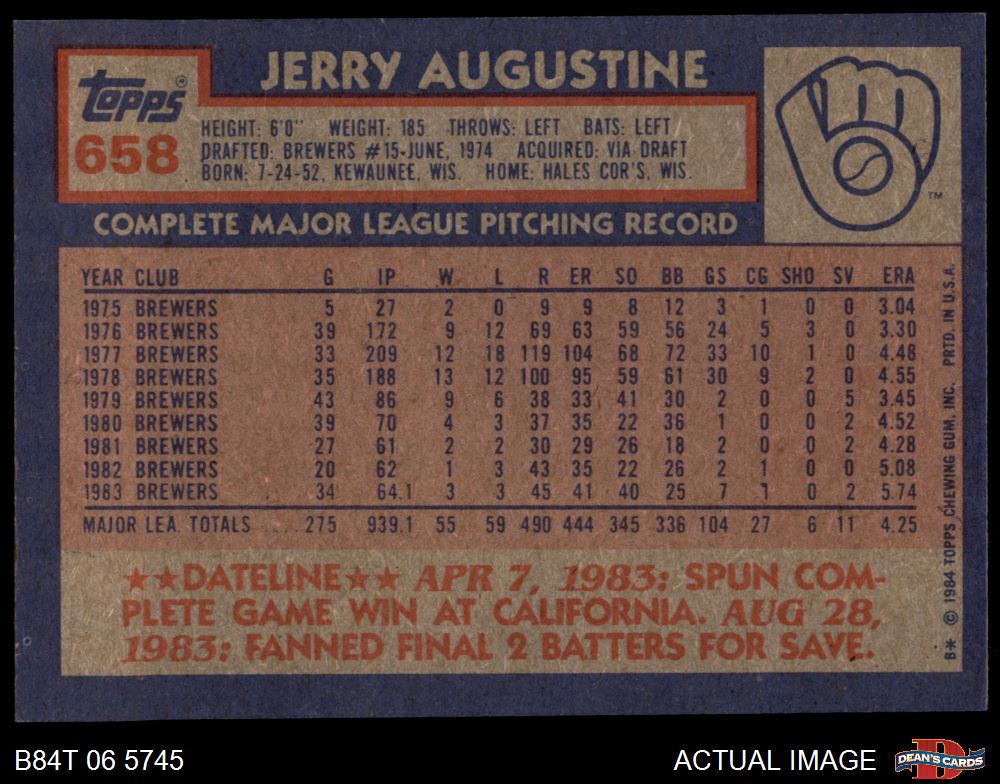 JERRY AUGUSTINE
TOPPS®
658
HEIGHT: 6'0" WEIGHT: 185 THROWS: LEFT BATS: LEFT
DRAFTED: BREWERS #15-JUNE, 1974 ACQUIRED: VIA DRAFT
BORN: 7-24-52, KEWAUNEE, WIS. HOME: HALES COR'S, WIS.
TM
COMPLETE MAJOR LEAGUE PITCHING RECORD
YEAR CLUB G IP W L R ER SO BB GS CG SHO SV ERA
1975 BREWERS 5 27 2 0 9 9 8 12 3 1 0 0 3.04
1976 BREWERS 39 172 9 12 69 63 59 56 24 5 3 0 3.30
1977 BREWERS 33 209 12 18 119 104 68 72 33 10 1 0 4.48
1978 BREWERS 35 188 13 12 100 95 59 61 30 9 2 0 4.55
1979 BREWERS 43 86 9 6 38 33 41 30 2 0 0 5 3.45
1980 BREWERS 39 70 4 3 37 35 22 36 1 0 0 2 4.52
1981 BREWERS 27 61 2 2 30 29 26 18 2 0 0 2 4.28
1982 BREWERS 20 62 1 3 43 35 22 26 2 1 0 0 5.08
1983 BREWERS 34 64.1 3 3 45 41 40 25 7 1 0 2 5.74
MAJOR LEA. TOTALS 275 939.1 55 59 490 444 345 336 104 27 6 11 4.25
★★DATELINE★★ APR 7, 1983: SPUN COM-
PLETE GAME WIN AT CALIFORNIA. AUG 28,
1983: FANNED FINAL 2 BATTERS FOR SAVE.
B* © 1984 TOPPS CHEWING GUM, INC. PRTD. IN U.S.A.
B84T 06 5745
ACTUAL IMAGE
D
DEAN'S CARDS